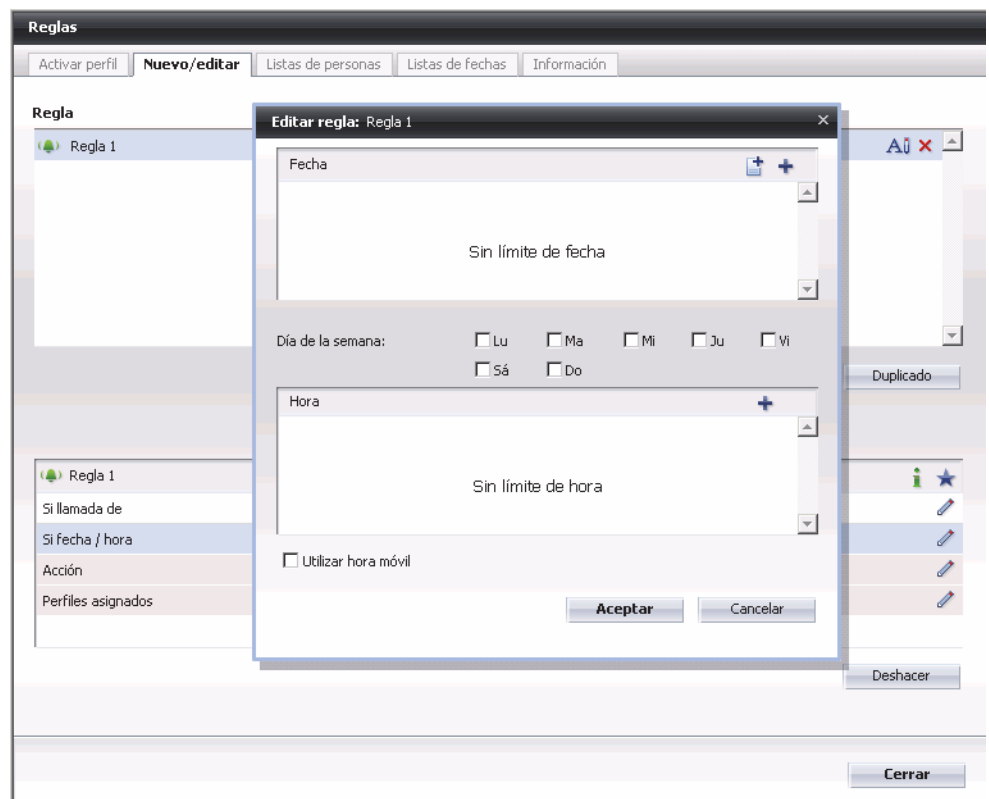 Reglas
Activar perfil Nuevo/editar Listas de personas Listas de fechas Información
Regla
Regla 1
Editar regla: Regla 1
Fecha
Sin límite de fecha
Día de la semana: Lu Ma Mi Ju Vi
Sá Do
Hora
Sin límite de hora
Utilizar hora móvil
Aceptar Cancelar
Duplicado
Regla 1
Si llamada de
Si fecha / hora
Acción
Perfiles asignados
Deshacer
Cerrar